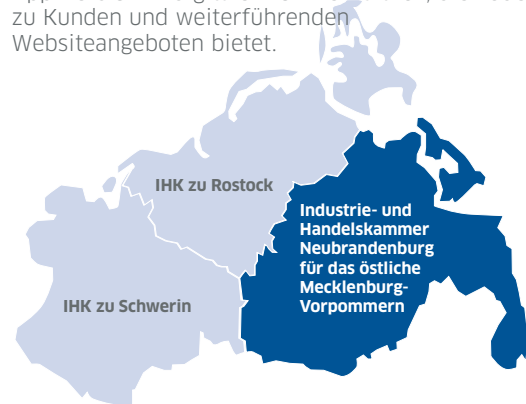 zu Kunden und weiterführenden
Websiteangeboten bietet.
IHK zu Rostock
Industrie- und
Handelskammer
Neubrandenburg
für das östliche
Mecklenburg-
Vorpommern
IHK zu Schwerin